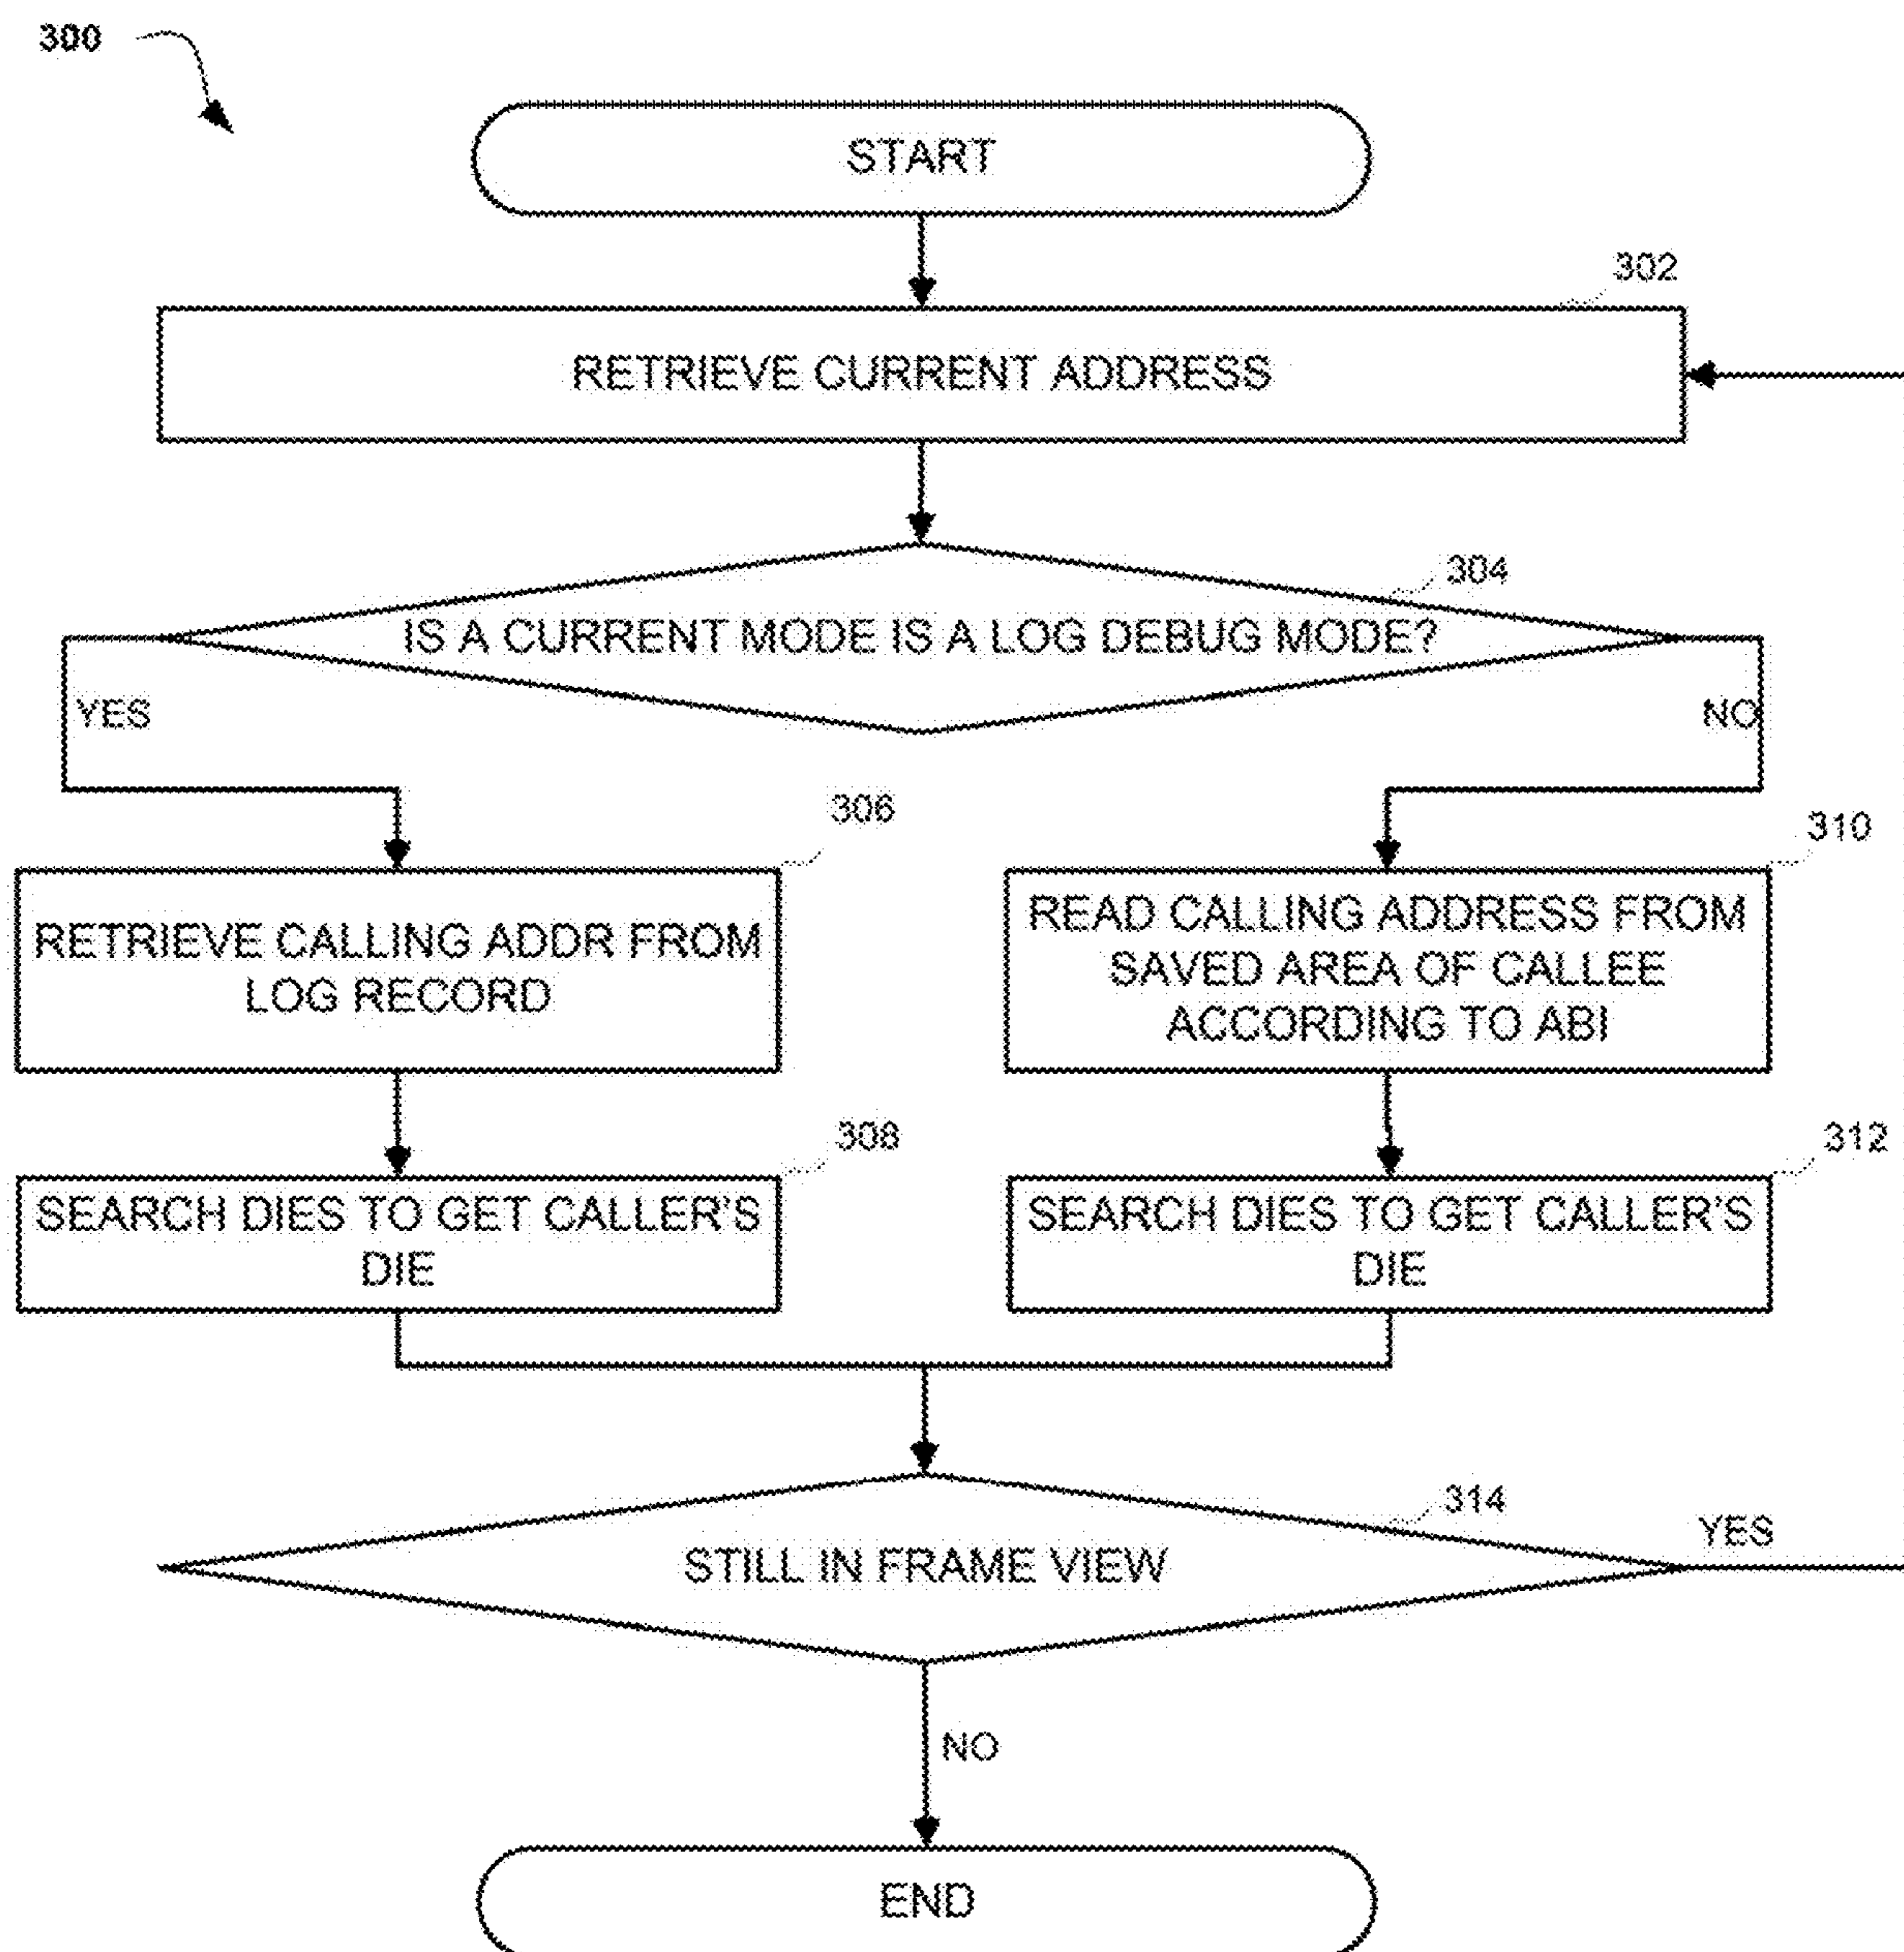 300
START
302
RETRIEVE CURRENT ADDRESS
304
IS A CURRENT MODE IS A LOG DEBUG MODE?
YES
NO
306
310
RETRIEVE CALLING ADDR FROM
LOG RECORD
READ CALLING ADDRESS FROM
SAVED AREA OF CALLEE
ACCORDING TO ABI
308
312
SEARCH DIES TO GET CALLER'S
DIE
SEARCH DIES TO GET CALLER'S
DIE
314
YES
STILL IN FRAME VIEW
NO
END